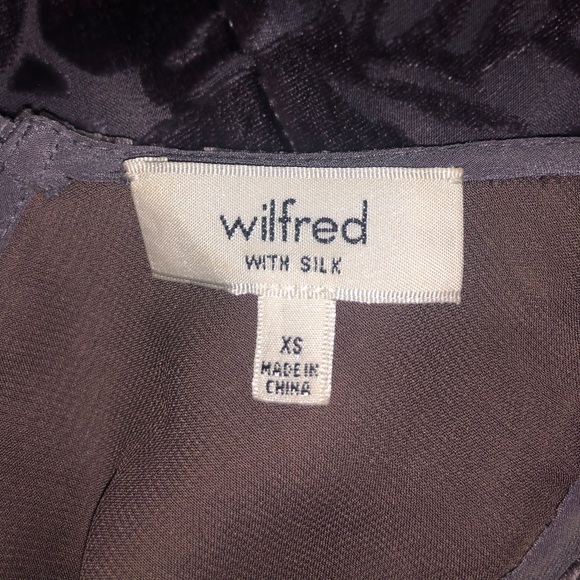 wilfred
WITH SILK
XS
MADE IN
CHINA